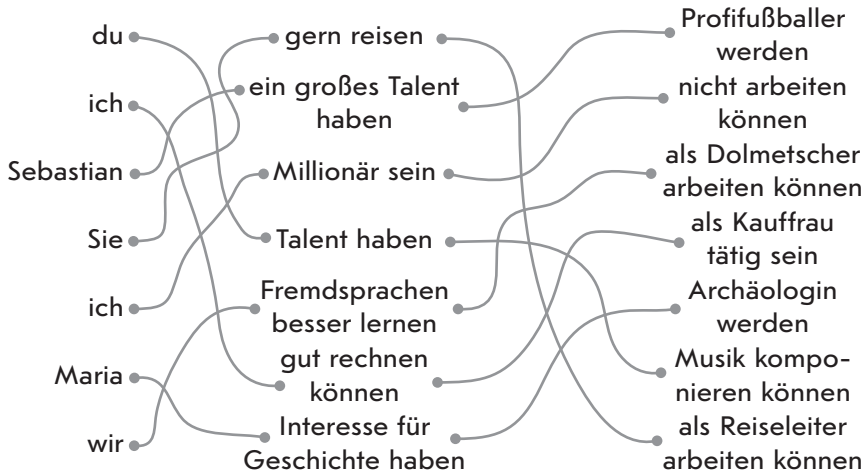 du
ich
Sebastian
Sie
ich
Maria
wir
gern reisen
ein großes Talent
haben
Millionär sein
Talent haben
Fremdsprachen
besser lernen
gut rechnen
können
Interesse für
Geschichte haben
Profifußballer
werden
nicht arbeiten
können
als Dolmetscher
arbeiten können
als Kauffrau
tätig sein
Archäologin
werden
Musik kompo-
nieren können
als Reiseleiter
arbeiten können